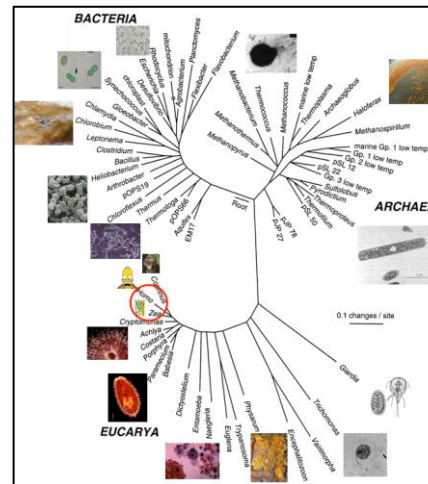 BACTERIA
Flavobacterium
Flexibacter
Planctomyces
Agrobacterium
mitochondrion
Rhodocyclus
Escherichia
Desulfovibrio
chloroplast
Synechococcus
Gloeobacter
Chlamydia
Chlorobium
Leptonema
Clostridium
Bacillus
Heliobacterium
Arthrobacter
pOPS19
Chloroflexus
Thermus
Thermotoga
pOPS66
Aquifex
EM17
Root
Methanopyrus
Methanothermus
Methanobacterium
Thermococcus
Methanococcus
marine low temp
Thermoplasma
Archaeoglobus
Haloferax
Methanospirillum
marine Gp. 1 low temp
Gp. 1 low temp
Gp. 2 low temp
pSL 12
pSL 22
Gp. 3 low temp
Sulfolobus
Pyrodictium
Thermoproteus
Thermofilum
pSL 50
pJP 78
pJP 27
ARCHAEA
0.1 changes / site
Coprinus
Homo
Zea
Cryptomonas
Achlya
Costaria
Porphyra
Paramecium
Babesia
Dictyostelium
Entamoeba
Naegleria
Euglena
Trypanosoma
Physarum
Encephalitozoon
Vairimorpha
Trichomonas
Giardia
EUCARYA